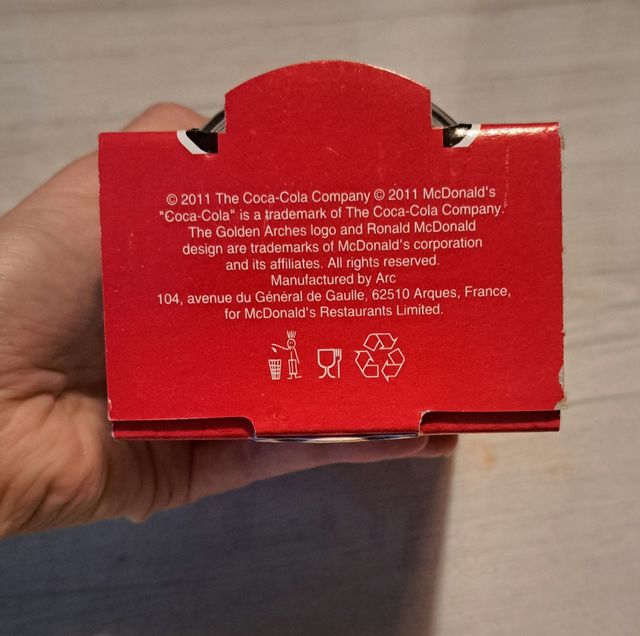 © 2011 The Coca-Cola Company © 2011 McDonald's
"Coca-Cola" is a trademark of The Coca-Cola Company.
The Golden Arches logo and Ronald McDonald
design are trademarks of McDonald's corporation
and its affiliates. All rights reserved.
Manufactured by Arc
104, avenue du Général de Gaulle, 62510 Arques, France,
for McDonald's Restaurants Limited.